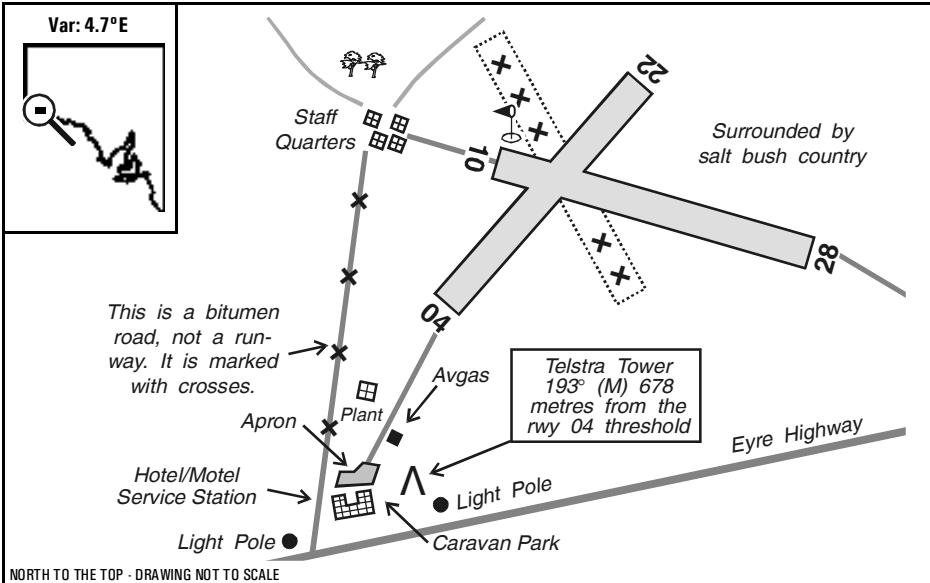 Var: 4.7°E
Staff
Quarters
22
10
28
04
Surrounded by
salt bush country
This is a bitumen
road, not a run-
way. It is marked
with crosses.
Plant
Avgas
Apron
Telstra Tower
193° (M) 678
metres from the
rwy 04 threshold
Eyre Highway
Hotel/Motel
Service Station
Light Pole
Light Pole
Caravan Park
NORTH TO THE TOP - DRAWING NOT TO SCALE